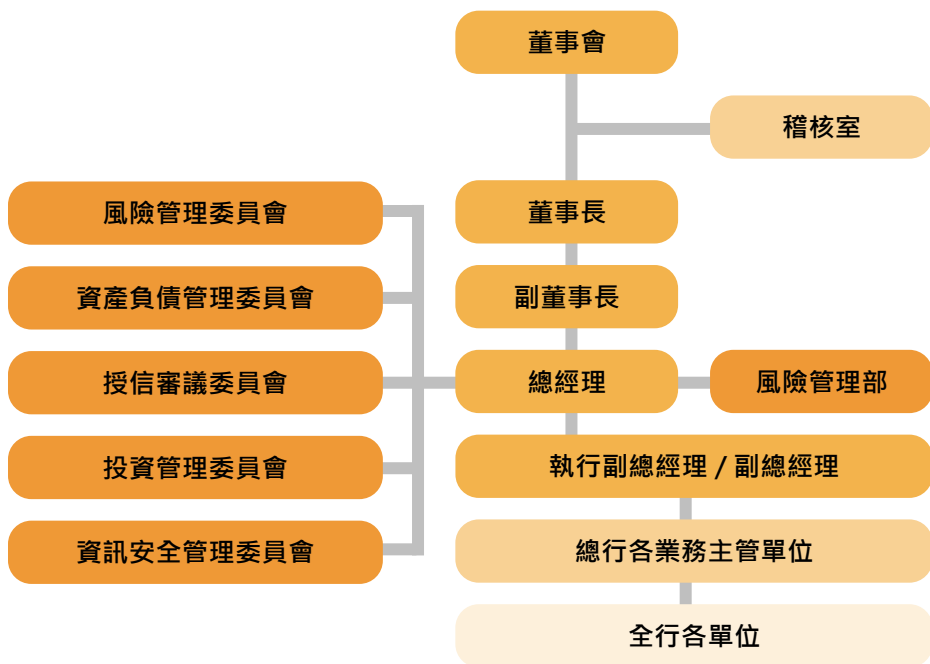 董事會
稽核室
風險管理委員會
董事長
資產負債管理委員會
副董事長
授信審議委員會
總經理
風險管理部
投資管理委員會
執行副總經理 / 副總經理
資訊安全管理委員會
總行各業務主管單位
全行各單位